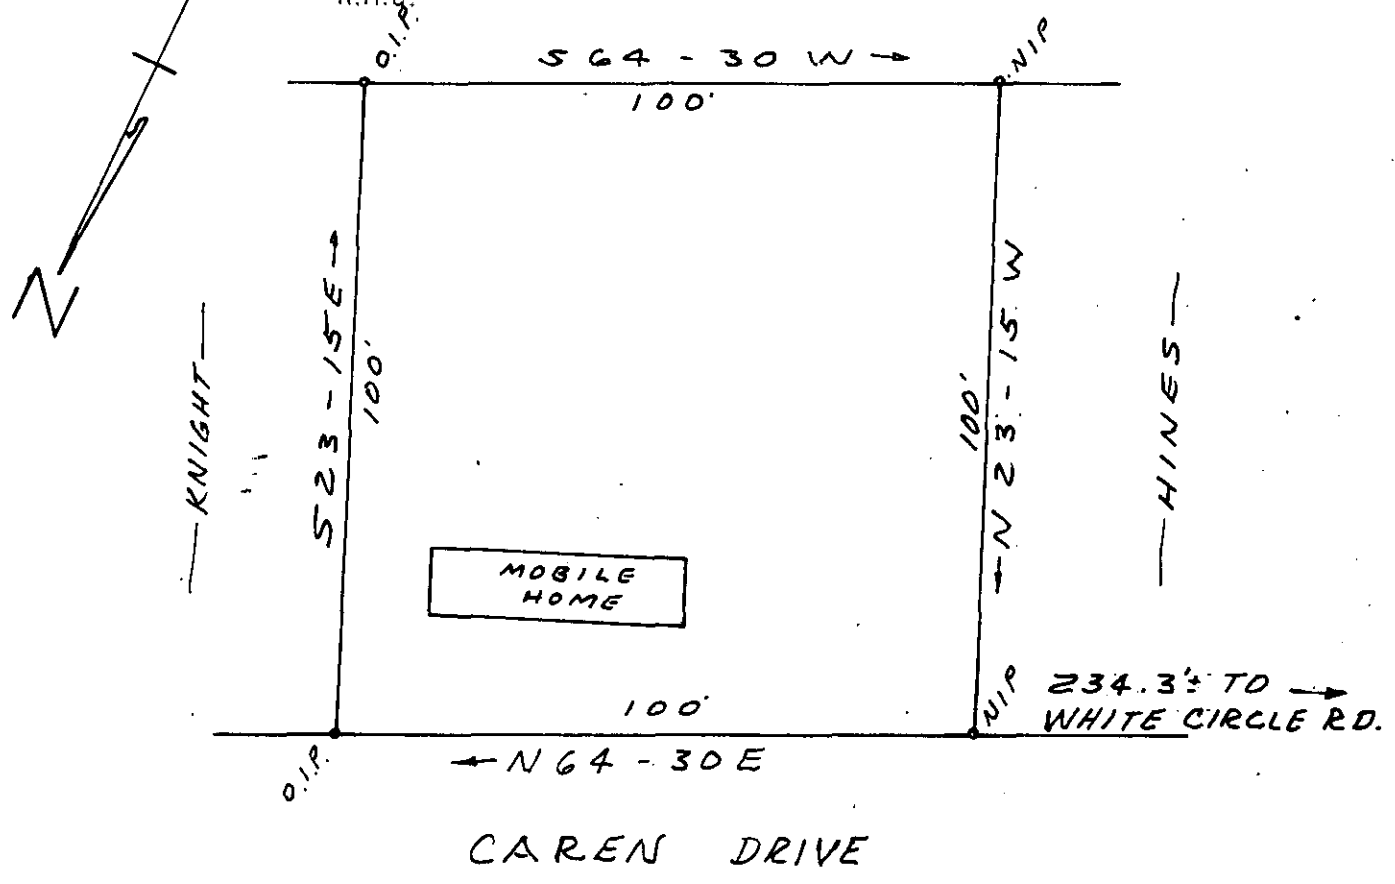 O.I.P.
S 64 - 30 W →
N.I.P
100'
N
KNIGHT
S 23 - 15 E →
100'
100'
← N 23 - 15 W
HINES
MOBILE
HOME
100'
N.I.P
234.3'± TO →
WHITE CIRCLE RD.
O.I.P.
← N 64 - 30 E
CAREN DRIVE